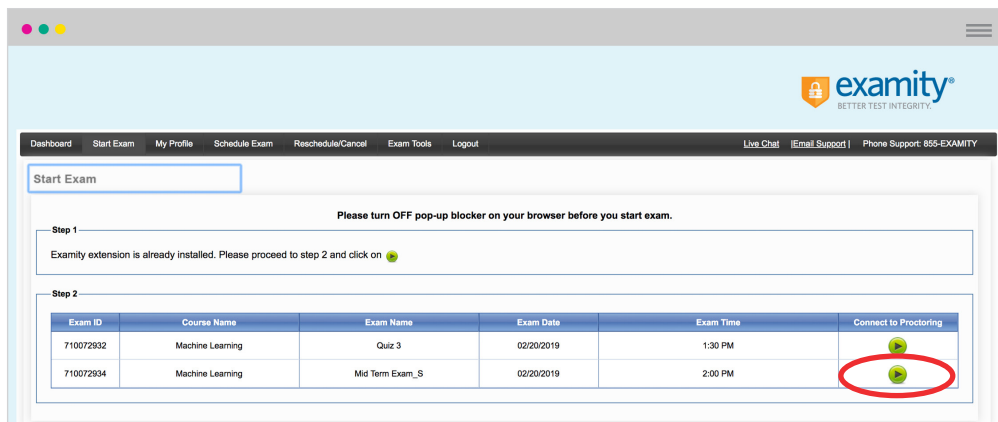 examity®
BETTER TEST INTEGRITY.
Dashboard Start Exam My Profile Schedule Exam Reschedule/Cancel Exam Tools Logout Live Chat |Email Support | Phone Support: 855-EXAMITY
Start Exam
Please turn OFF pop-up blocker on your browser before you start exam.
Step 1
Examity extension is already installed. Please proceed to step 2 and click on
Step 2
Exam ID Course Name Exam Name Exam Date Exam Time Connect to Proctoring
710072932 Machine Learning Quiz 3 02/20/2019 1:30 PM
710072934 Machine Learning Mid Term Exam_S 02/20/2019 2:00 PM